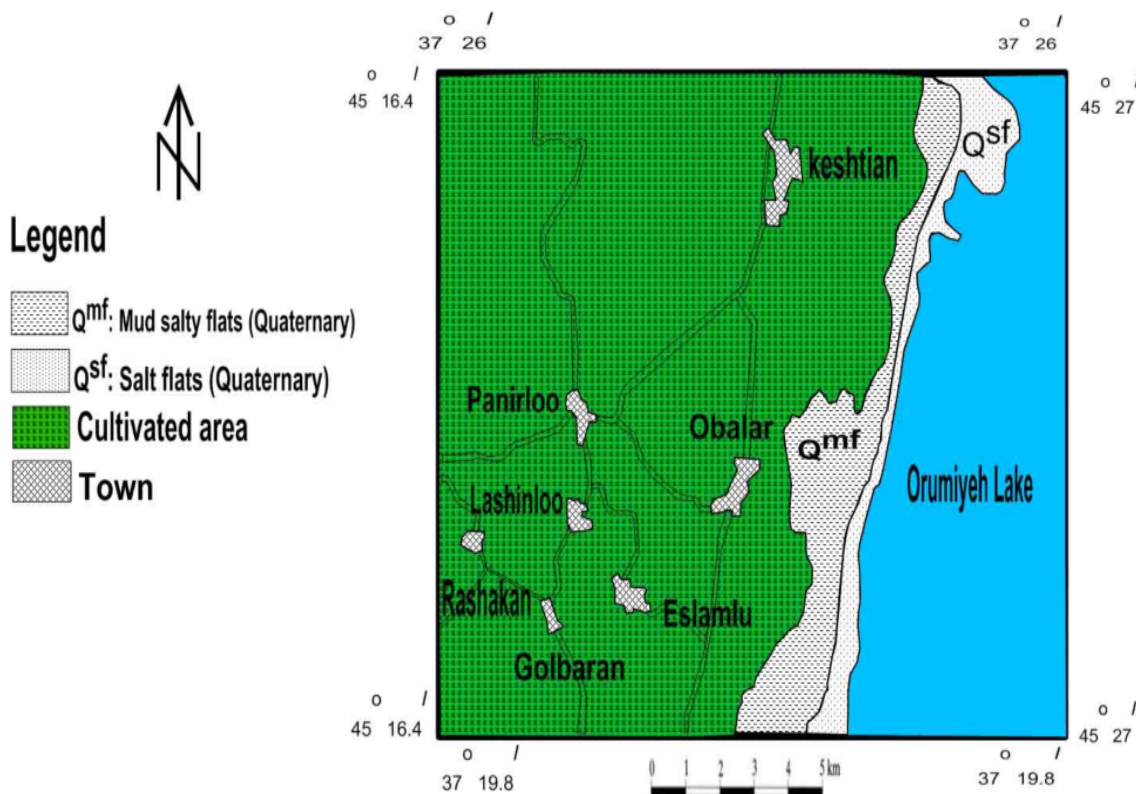 o /
37 26
o /
37 26
o /
45 16.4
o /
45 27
N
Legend
Q^mf: Mud salty flats (Quaternary)
Q^sf: Salt flats (Quaternary)
Cultivated area
Town
Q^sf
keshtian
Panirloo
Obalar
Q^mf
Orumiyeh Lake
Lashinloo
Rashakan
Eslamlu
Golbaran
o /
45 16.4
o /
45 27
o /
37 19.8
0 1 2 3 4 5 km
o /
37 19.8